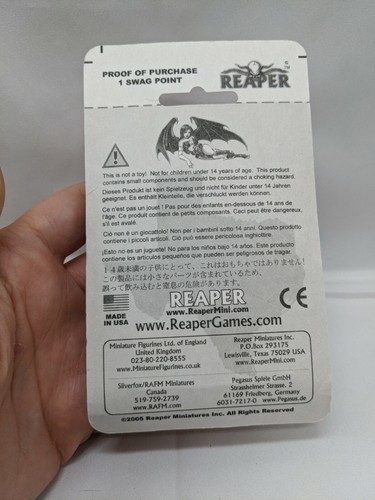 PROOF OF PURCHASE
1 SWAG POINT
REAPER
This is not a toy! Not for children under 14 years of age. This product
contains small components and should be considered a choking hazard.
Dieses Produkt ist kein Spielzeug und nicht für Kinder unter 14 Jahren
geeignet. Es enthält Kleinteile, die verschluckt werden können.
Ce n'est pas un jouet ! Pas pour des enfants en-dessous de 14 ans de
l'âge. Ce produit contient de petits composants. Ceci peut être dangereux,
s'il est avalé.
Ciò non è un giocattolo! Non per i bambini sotto 14 anni. Questo prodotto
contiene i piccoli articoli. Ciò può essere pericolosa inghiottire.
¡Esto no es un juguete! No para los niños bajo 14 años. Este producto
contiene los artículos pequeños que pueden ser peligrosos de tragar.
14歳未満の子供にとって、これはおもちゃではありません!
この製品には小さなパーツが含まれているため、
誤って飲み込むと窒息の危険があります。
MADE
IN USA
REAPER
www.ReaperMini.com
www.ReaperGames.com
CE
Miniature Figurines Ltd. of England
United Kingdom
023-80-220-8555
www.MiniatureFigurines.co.uk
Reaper Miniatures Inc.
P.O.Box 293175
Lewinville, Texas 75029 USA
www.ReaperMini.com
Silverfox/RAFM Miniatures
Canada
519-759-2739
www.RAFM.com
Pegasus Spiele GmbH
Strasheimer Strasse. 2
61169 Friedberg, Germany
6031-7217-0 www.Pegasus.de
©2005 Reaper Miniatures Inc. All Rights Reserved